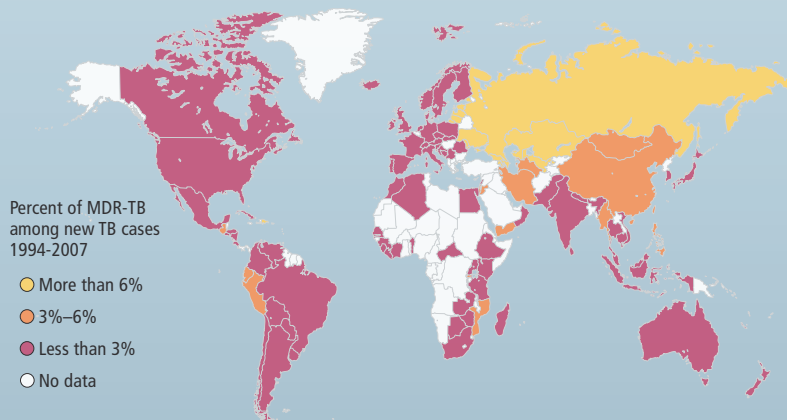 Percent of MDR-TB
among new TB cases
1994-2007
More than 6%
3%–6%
Less than 3%
No data